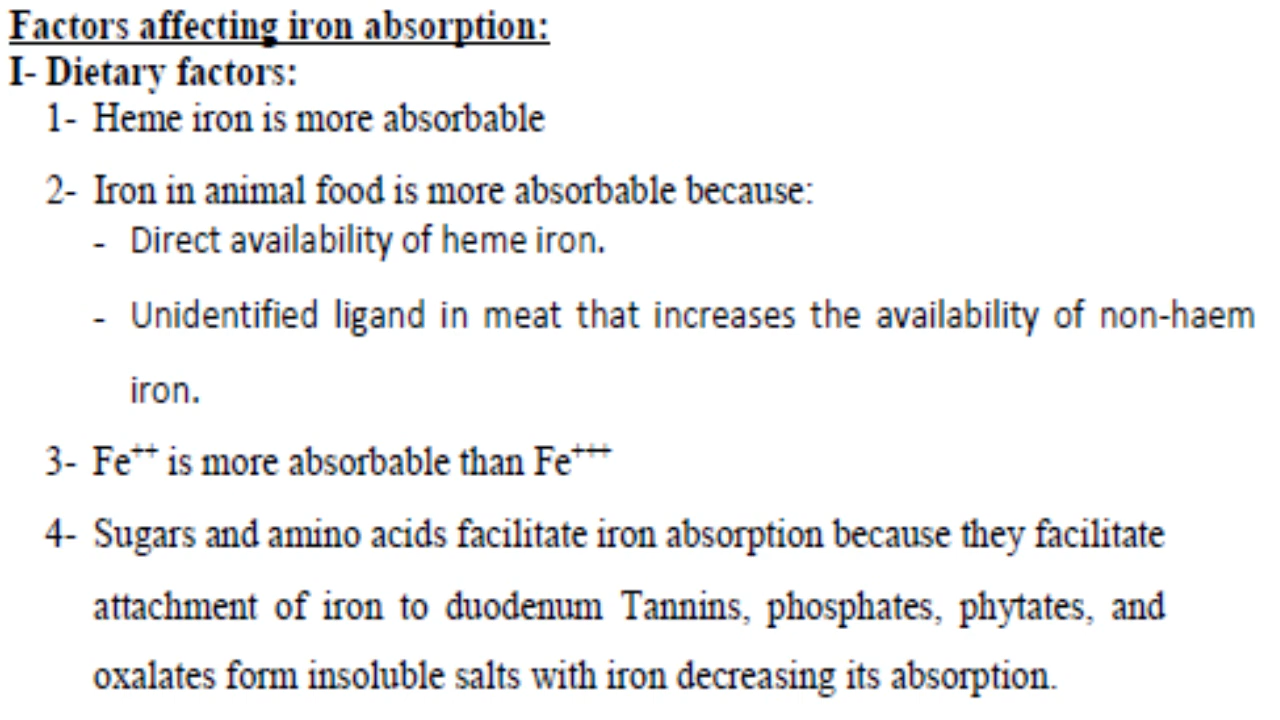 Factors affecting iron absorption:
I- Dietary factors:
1- Heme iron is more absorbable
2- Iron in animal food is more absorbable because:
- Direct availability of heme iron.
- Unidentified ligand in meat that increases the availability of non-haem
iron.
3- Fe⁺⁺ is more absorbable than Fe⁺⁺⁺
4- Sugars and amino acids facilitate iron absorption because they facilitate
attachment of iron to duodenum Tannins, phosphates, phytates, and
oxalates form insoluble salts with iron decreasing its absorption.